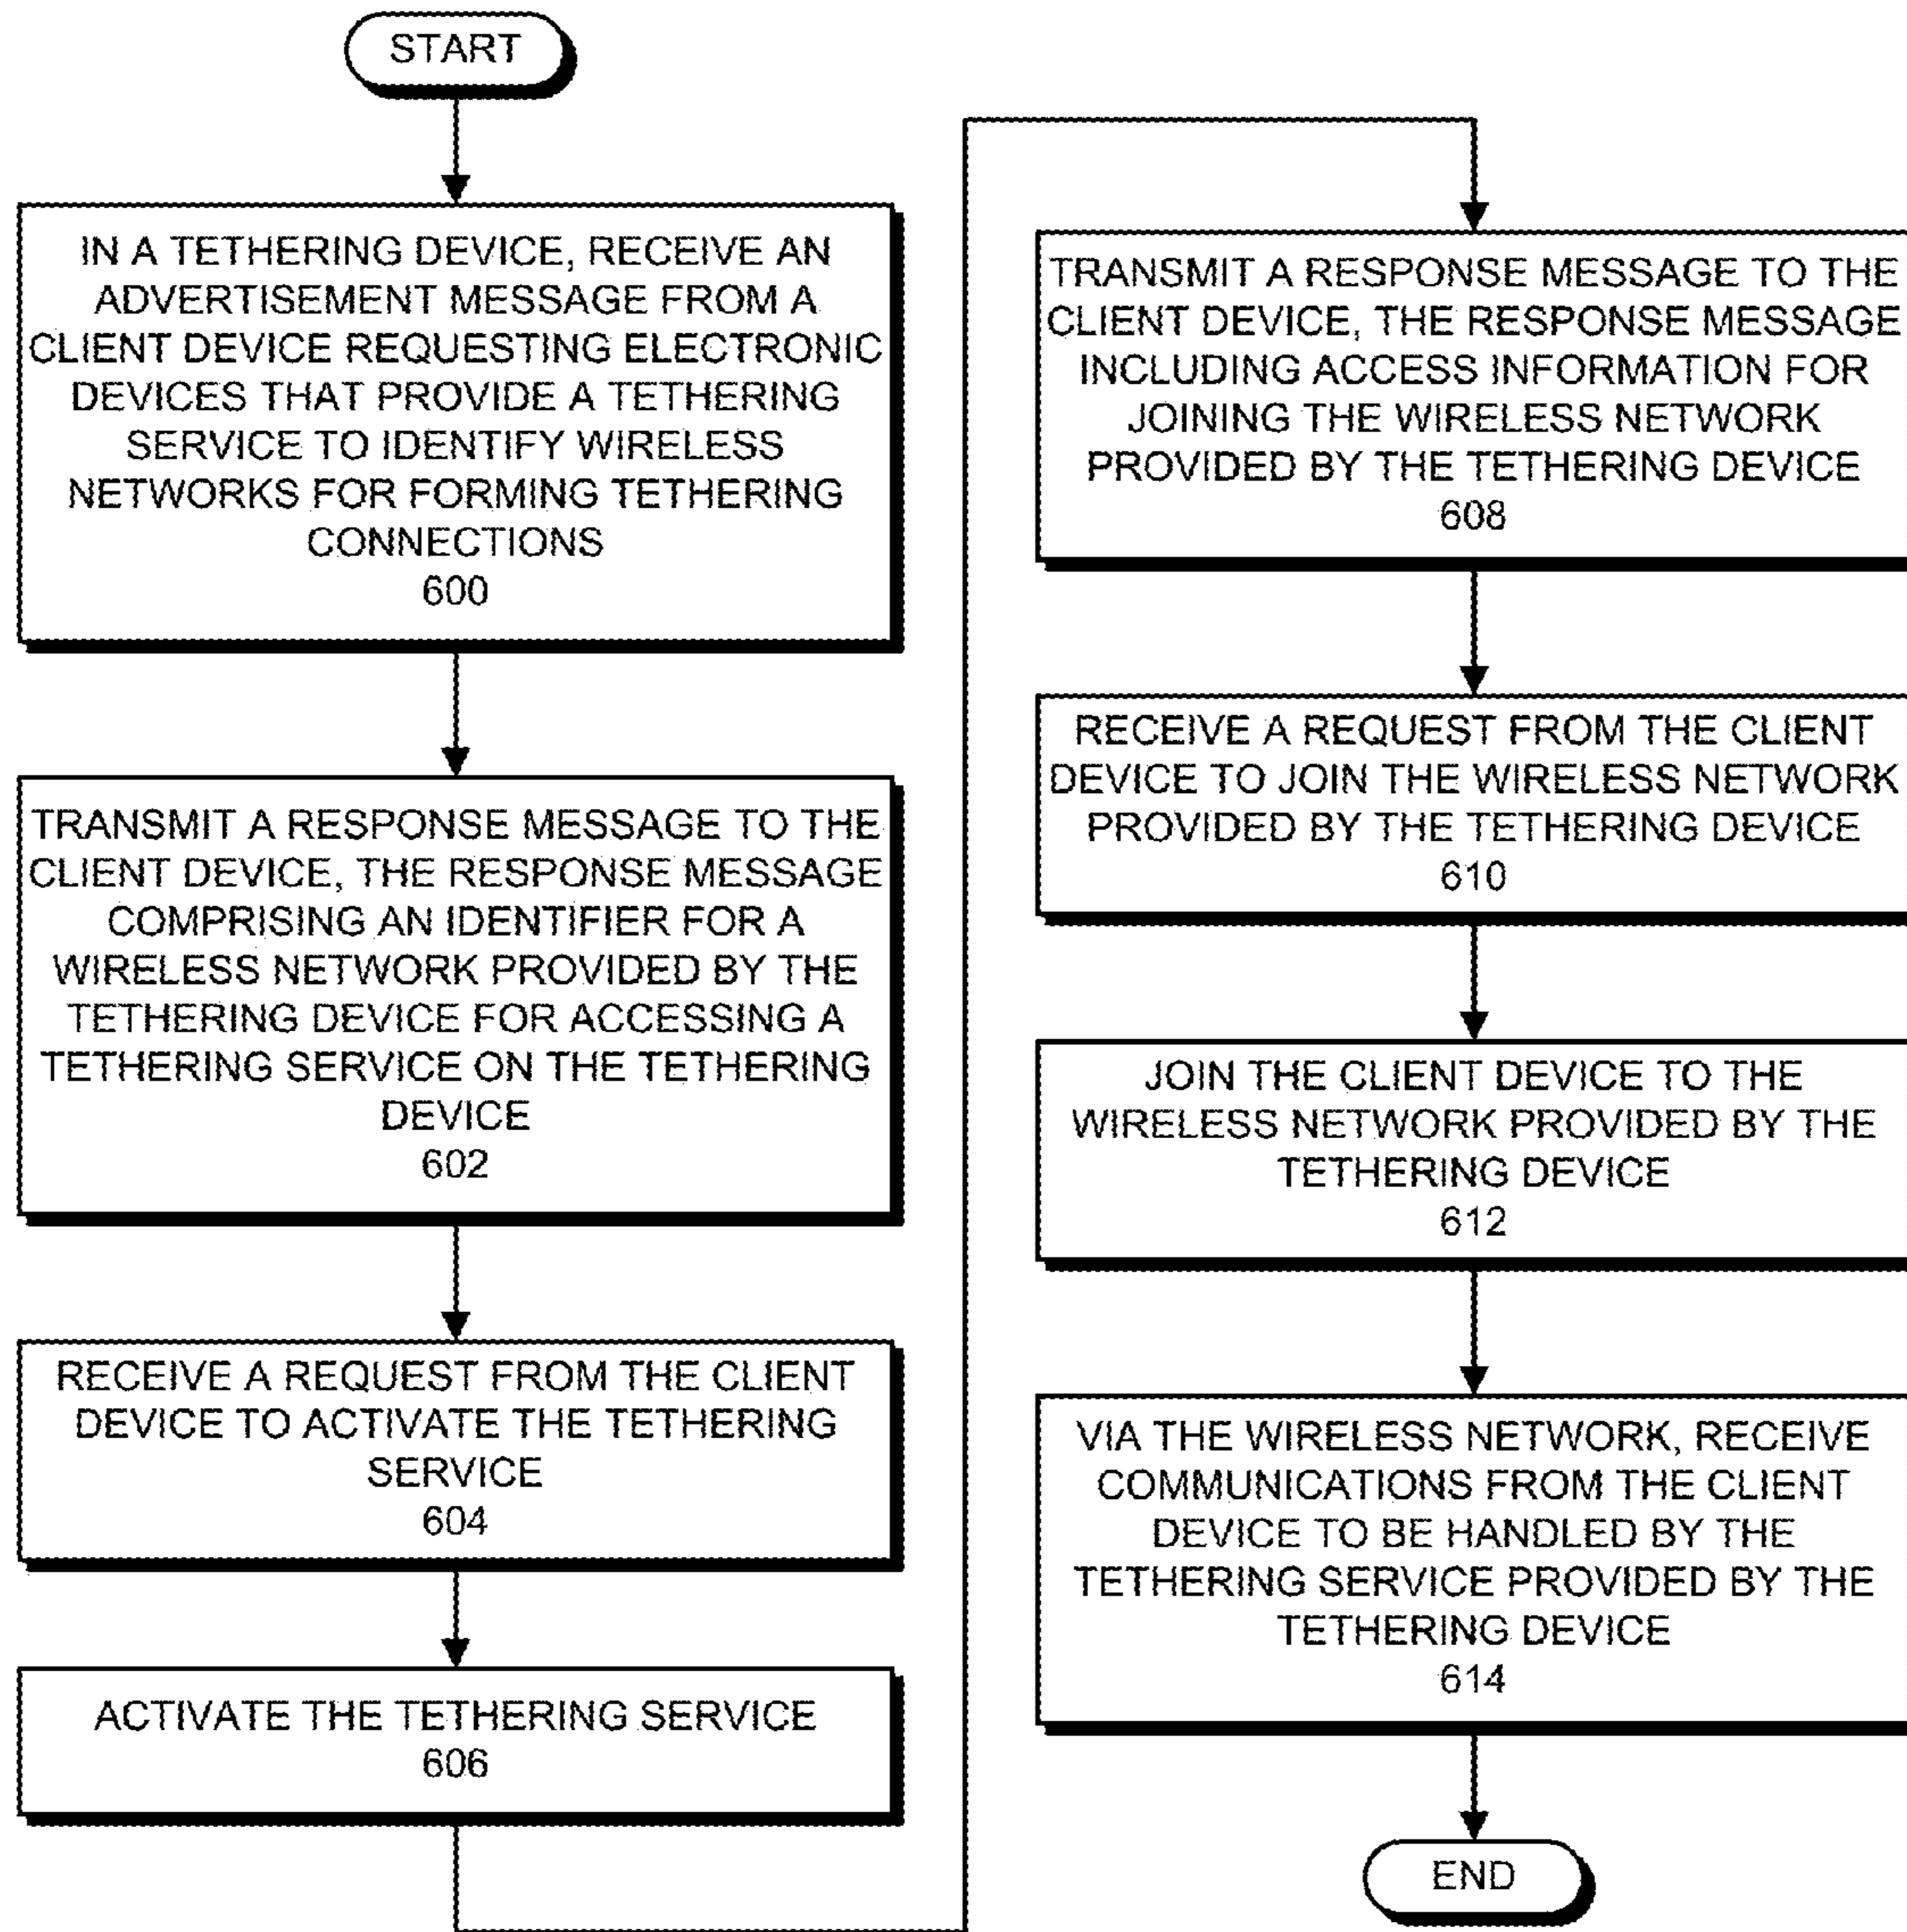 START
IN A TETHERING DEVICE, RECEIVE AN
ADVERTISEMENT MESSAGE FROM A
CLIENT DEVICE REQUESTING ELECTRONIC
DEVICES THAT PROVIDE A TETHERING
SERVICE TO IDENTIFY WIRELESS
NETWORKS FOR FORMING TETHERING
CONNECTIONS
600
TRANSMIT A RESPONSE MESSAGE TO THE
CLIENT DEVICE, THE RESPONSE MESSAGE
COMPRISING AN IDENTIFIER FOR A
WIRELESS NETWORK PROVIDED BY THE
TETHERING DEVICE FOR ACCESSING A
TETHERING SERVICE ON THE TETHERING
DEVICE
602
RECEIVE A REQUEST FROM THE CLIENT
DEVICE TO ACTIVATE THE TETHERING
SERVICE
604
ACTIVATE THE TETHERING SERVICE
606
TRANSMIT A RESPONSE MESSAGE TO THE
CLIENT DEVICE, THE RESPONSE MESSAGE
INCLUDING ACCESS INFORMATION FOR
JOINING THE WIRELESS NETWORK
PROVIDED BY THE TETHERING DEVICE
608
RECEIVE A REQUEST FROM THE CLIENT
DEVICE TO JOIN THE WIRELESS NETWORK
PROVIDED BY THE TETHERING DEVICE
610
JOIN THE CLIENT DEVICE TO THE
WIRELESS NETWORK PROVIDED BY THE
TETHERING DEVICE
612
VIA THE WIRELESS NETWORK, RECEIVE
COMMUNICATIONS FROM THE CLIENT
DEVICE TO BE HANDLED BY THE
TETHERING SERVICE PROVIDED BY THE
TETHERING DEVICE
614
END